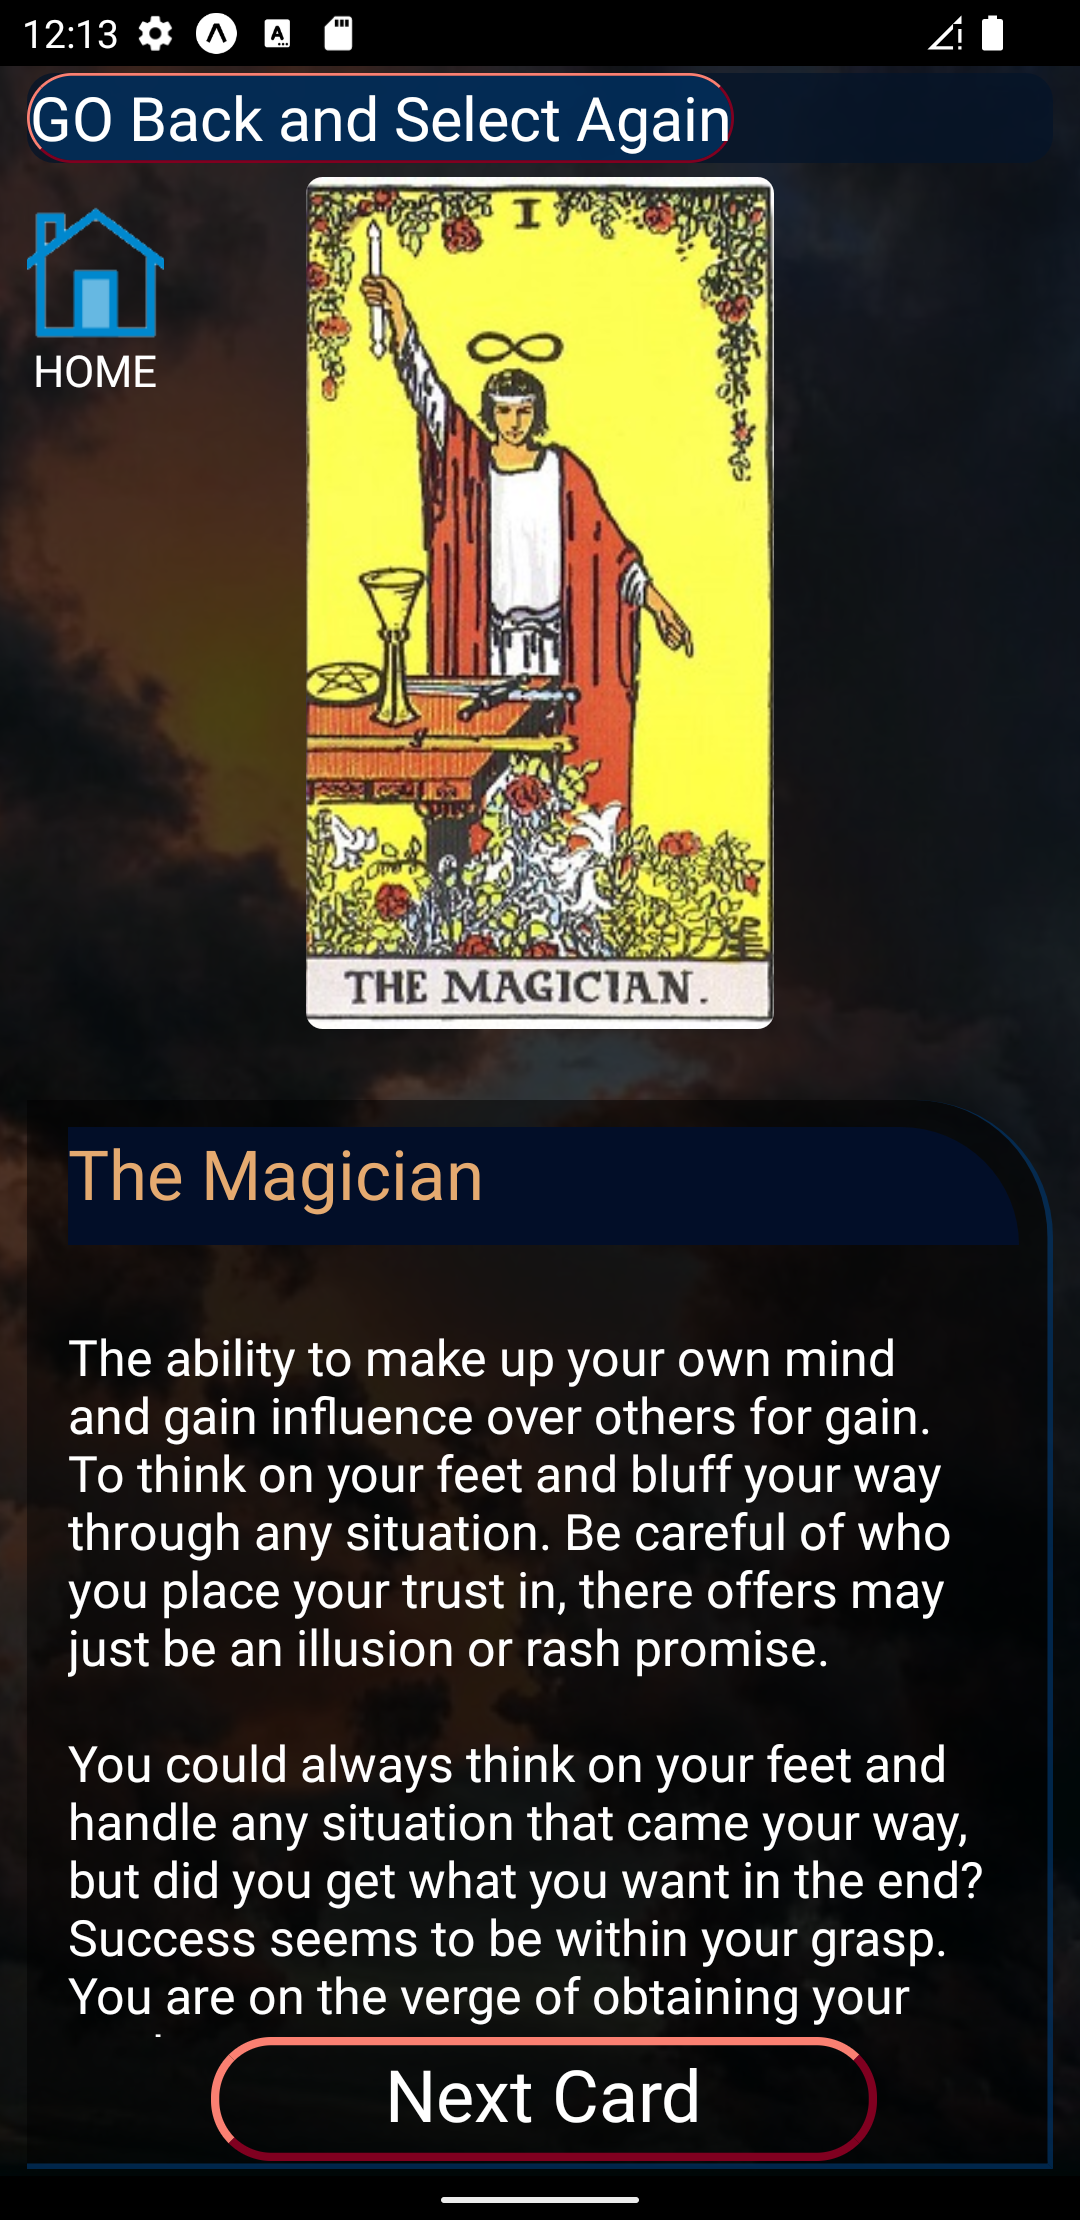 12:13
GO Back and Select Again
I
HOME
THE MAGICIAN.
The Magician
The ability to make up your own mind
and gain influence over others for gain.
To think on your feet and bluff your way
through any situation. Be careful of who
you place your trust in, there offers may
just be an illusion or rash promise.
You could always think on your feet and
handle any situation that came your way,
but did you get what you want in the end?
Success seems to be within your grasp.
You are on the verge of obtaining your
Next Card